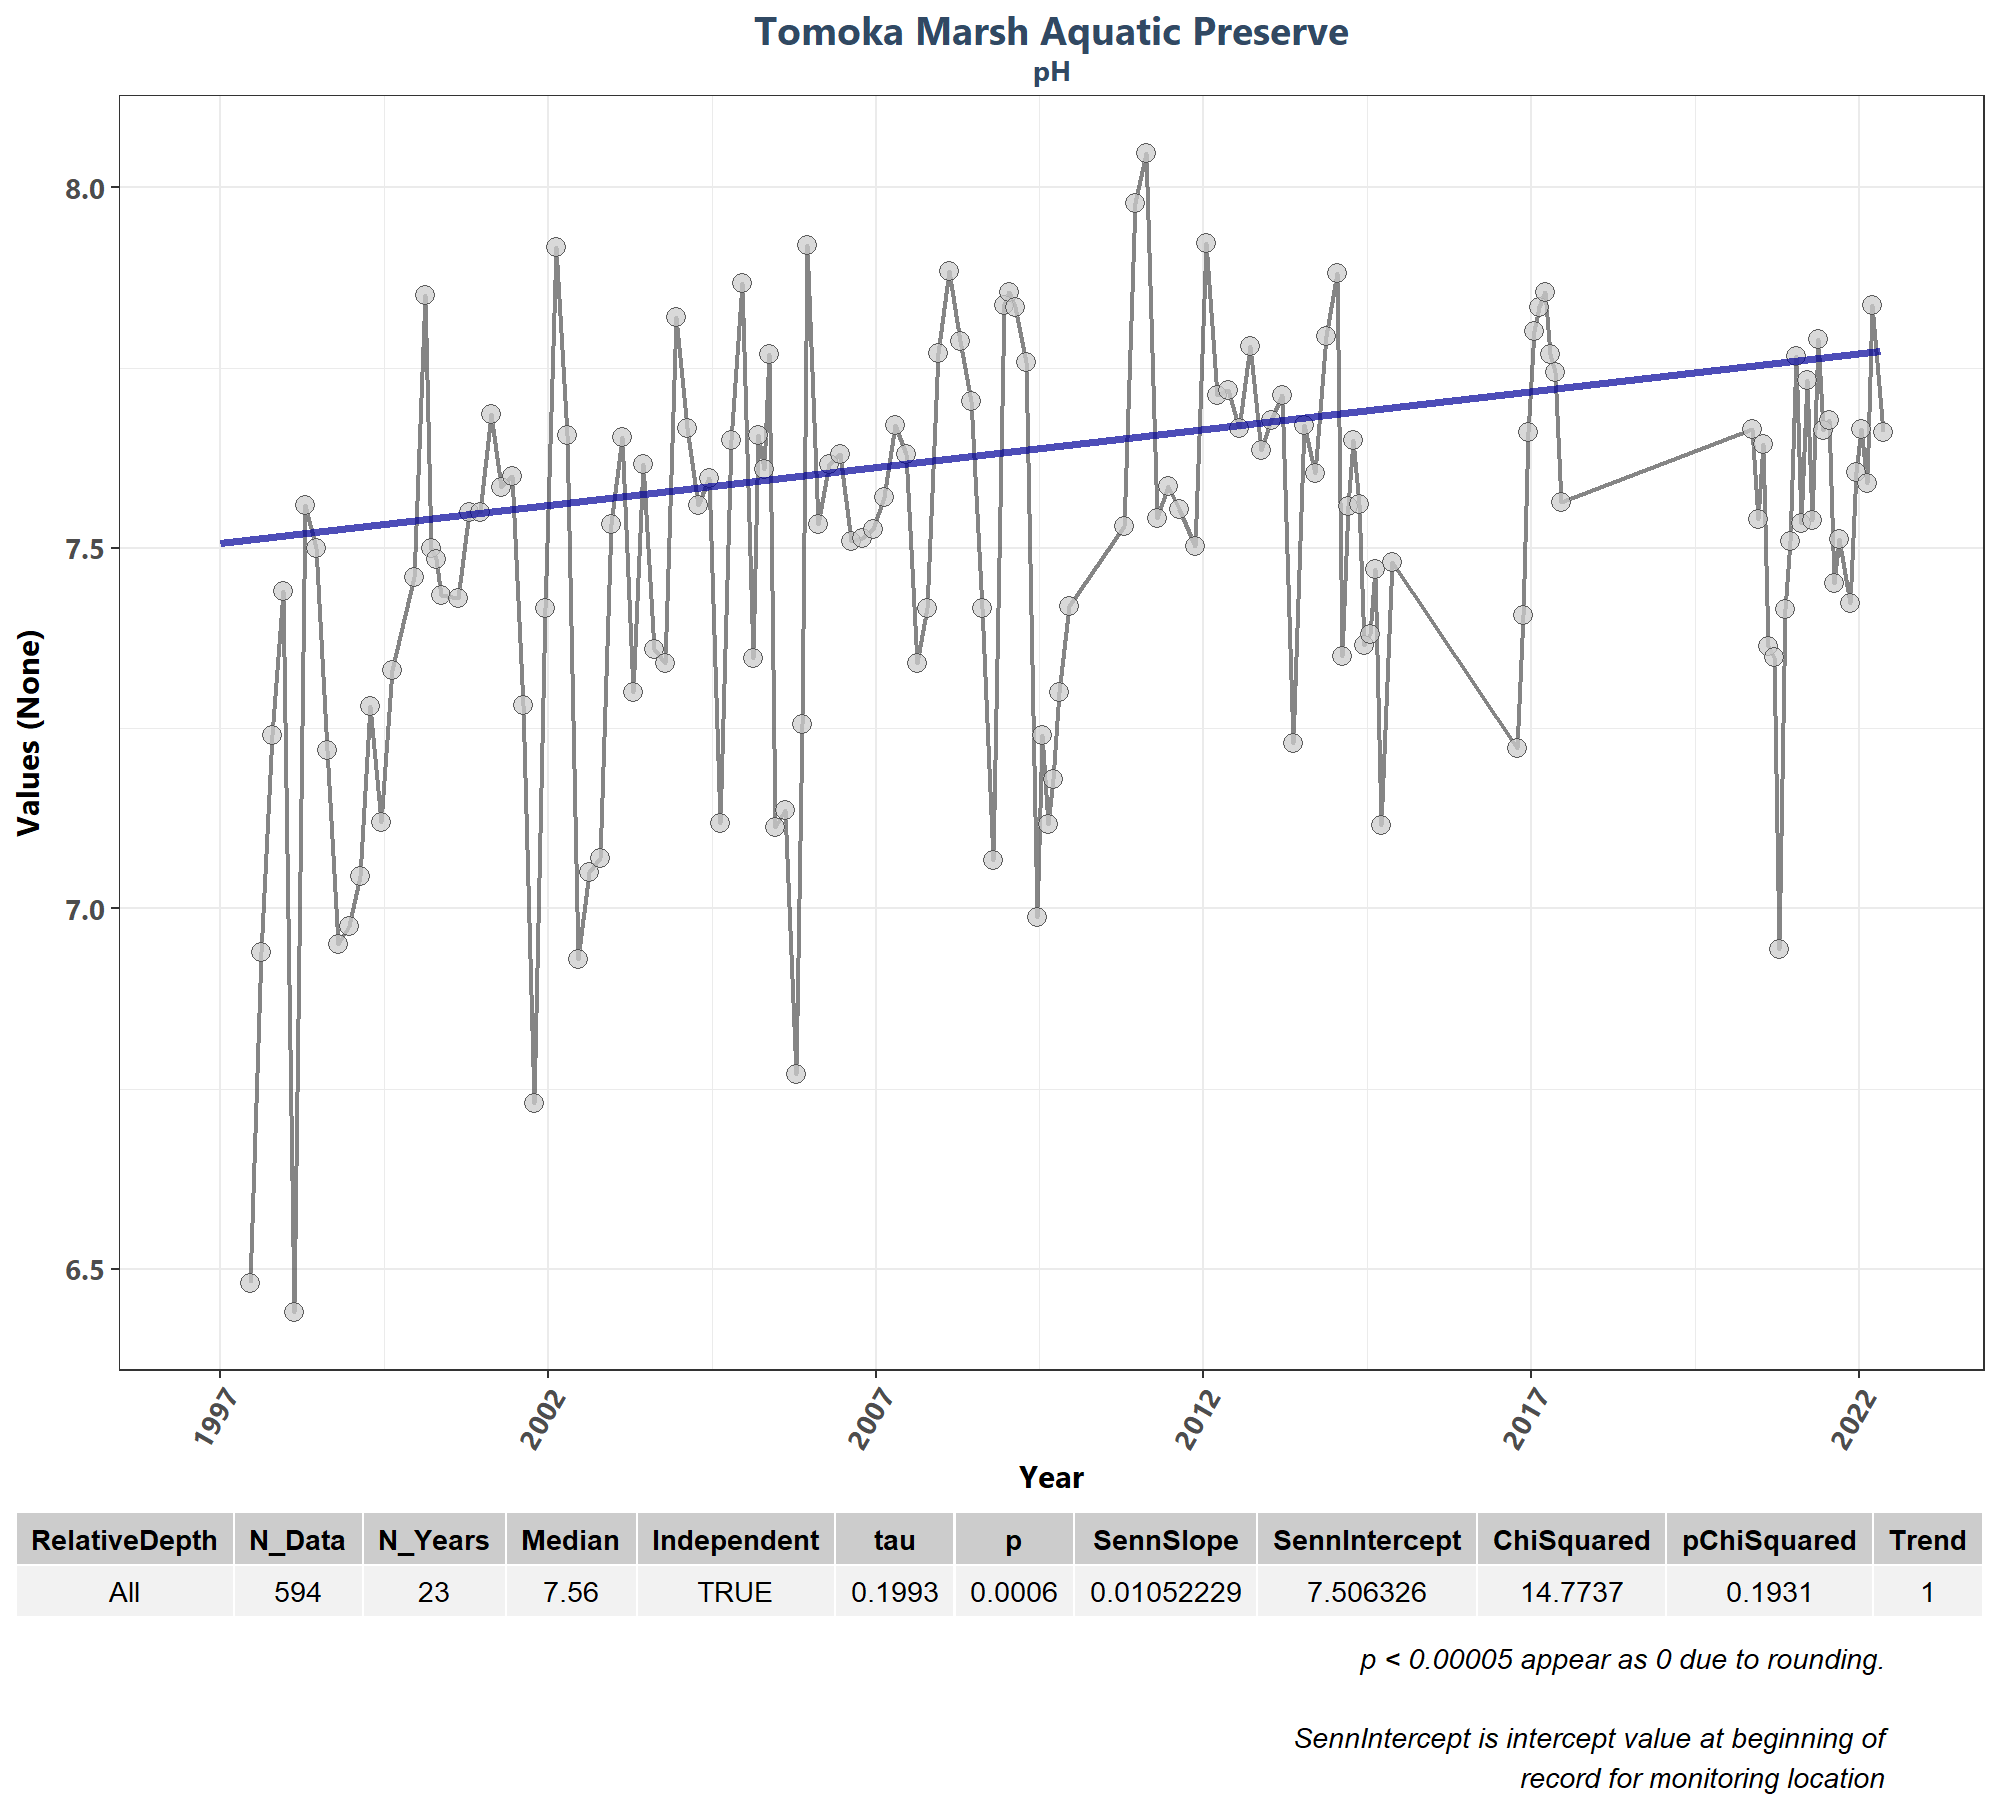 Tomoka Marsh Aquatic Preserve
pH
8.0
7.5
7.0
6.5
Values (None)
1997 2002 2007 2012 2017 2022
Year
RelativeDepth N_Data N_Years Median Independent tau p SennSlope SennIntercept ChiSquared pChiSquared Trend
All 594 23 7.56 TRUE 0.1993 0.0006 0.01052229 7.506326 14.7737 0.1931 1
p < 0.00005 appear as 0 due to rounding.
SennIntercept is intercept value at beginning of
record for monitoring location